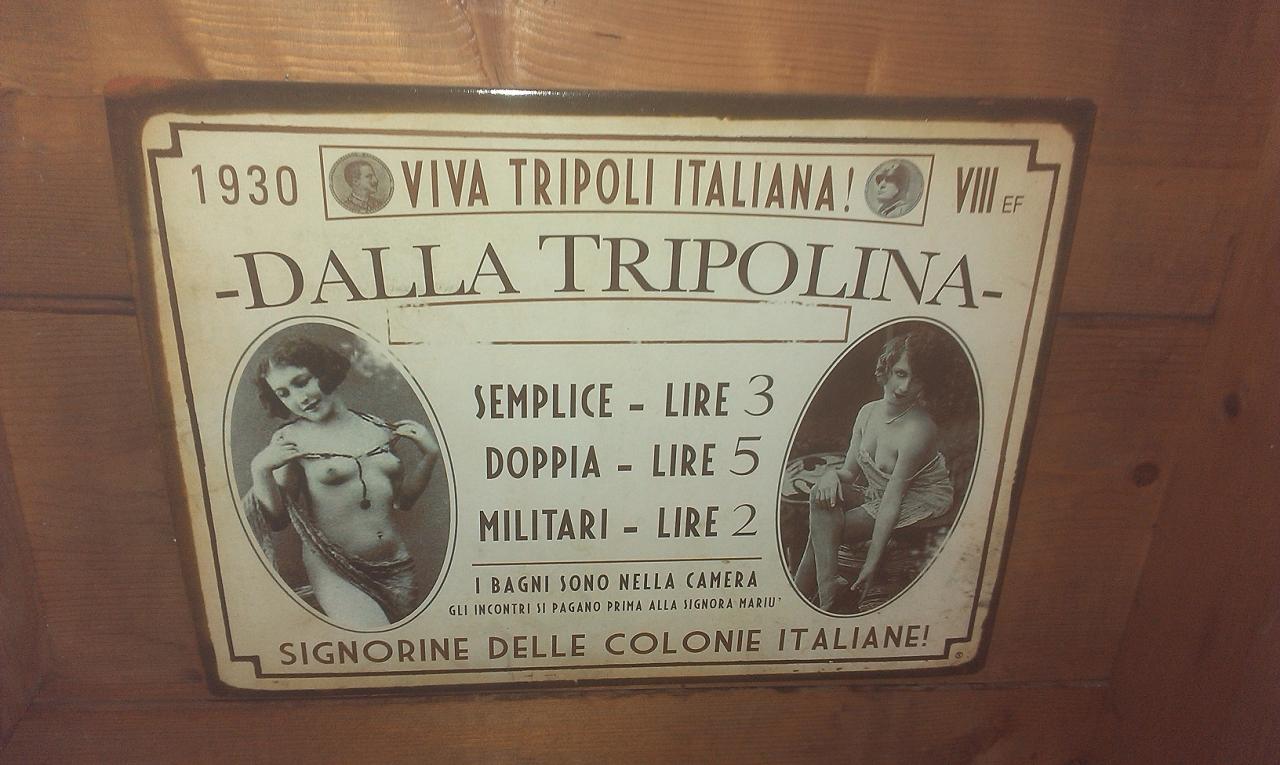 1930 VIVA TRIPOLI ITALIANA! VIII EF
-DALLA TRIPOLINA-
SEMPLICE - LIRE 3
DOPPIA - LIRE 5
MILITARI - LIRE 2
I BAGNI SONO NELLA CAMERA
GLI INCONTRI SI PAGANO PRIMA ALLA SIGNORA MARIU'
SIGNORINE DELLE COLONIE ITALIANE!